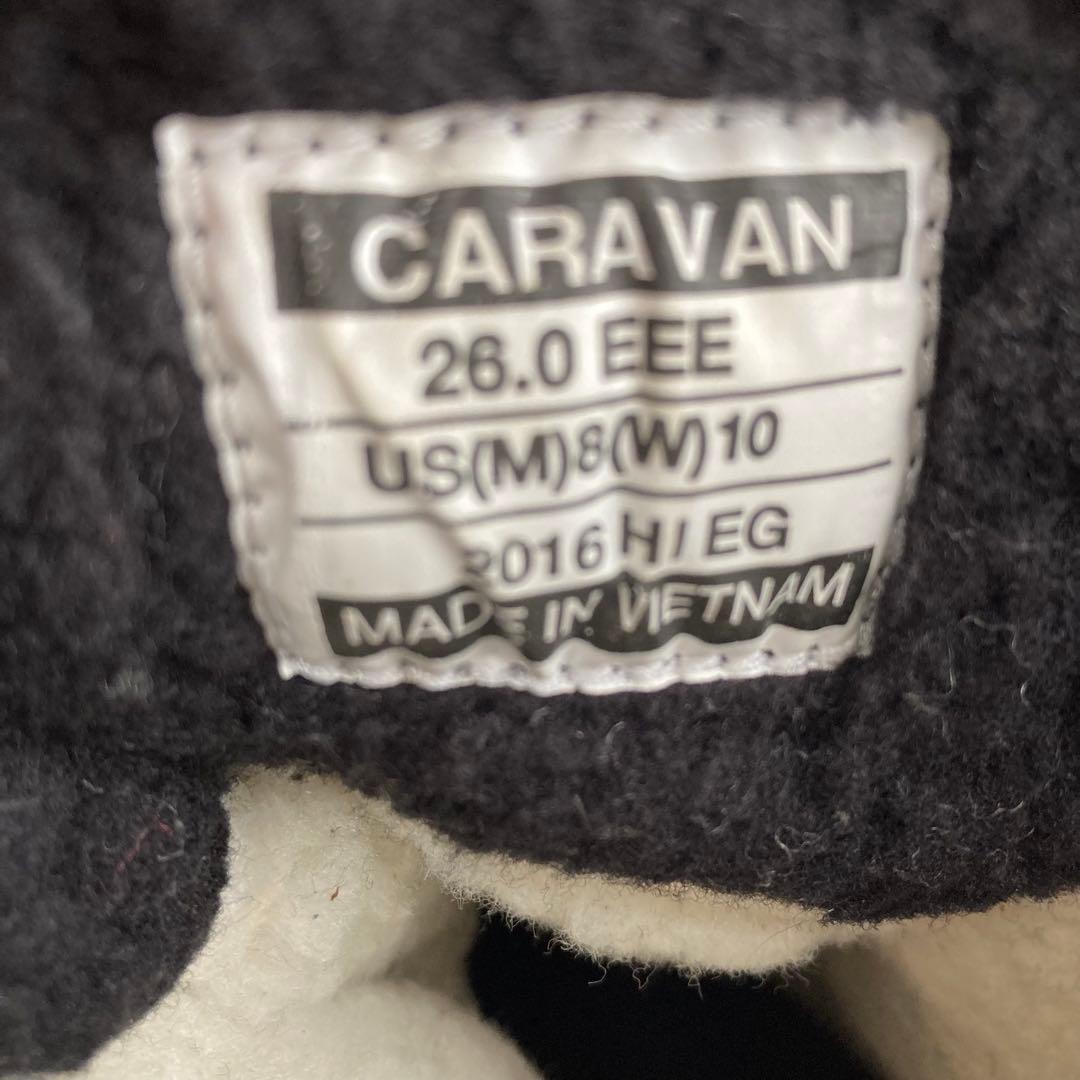 CARAVAN
26.0 EEE
US(M)8(W)10
2016 H/EG
MADE IN VIETNAM